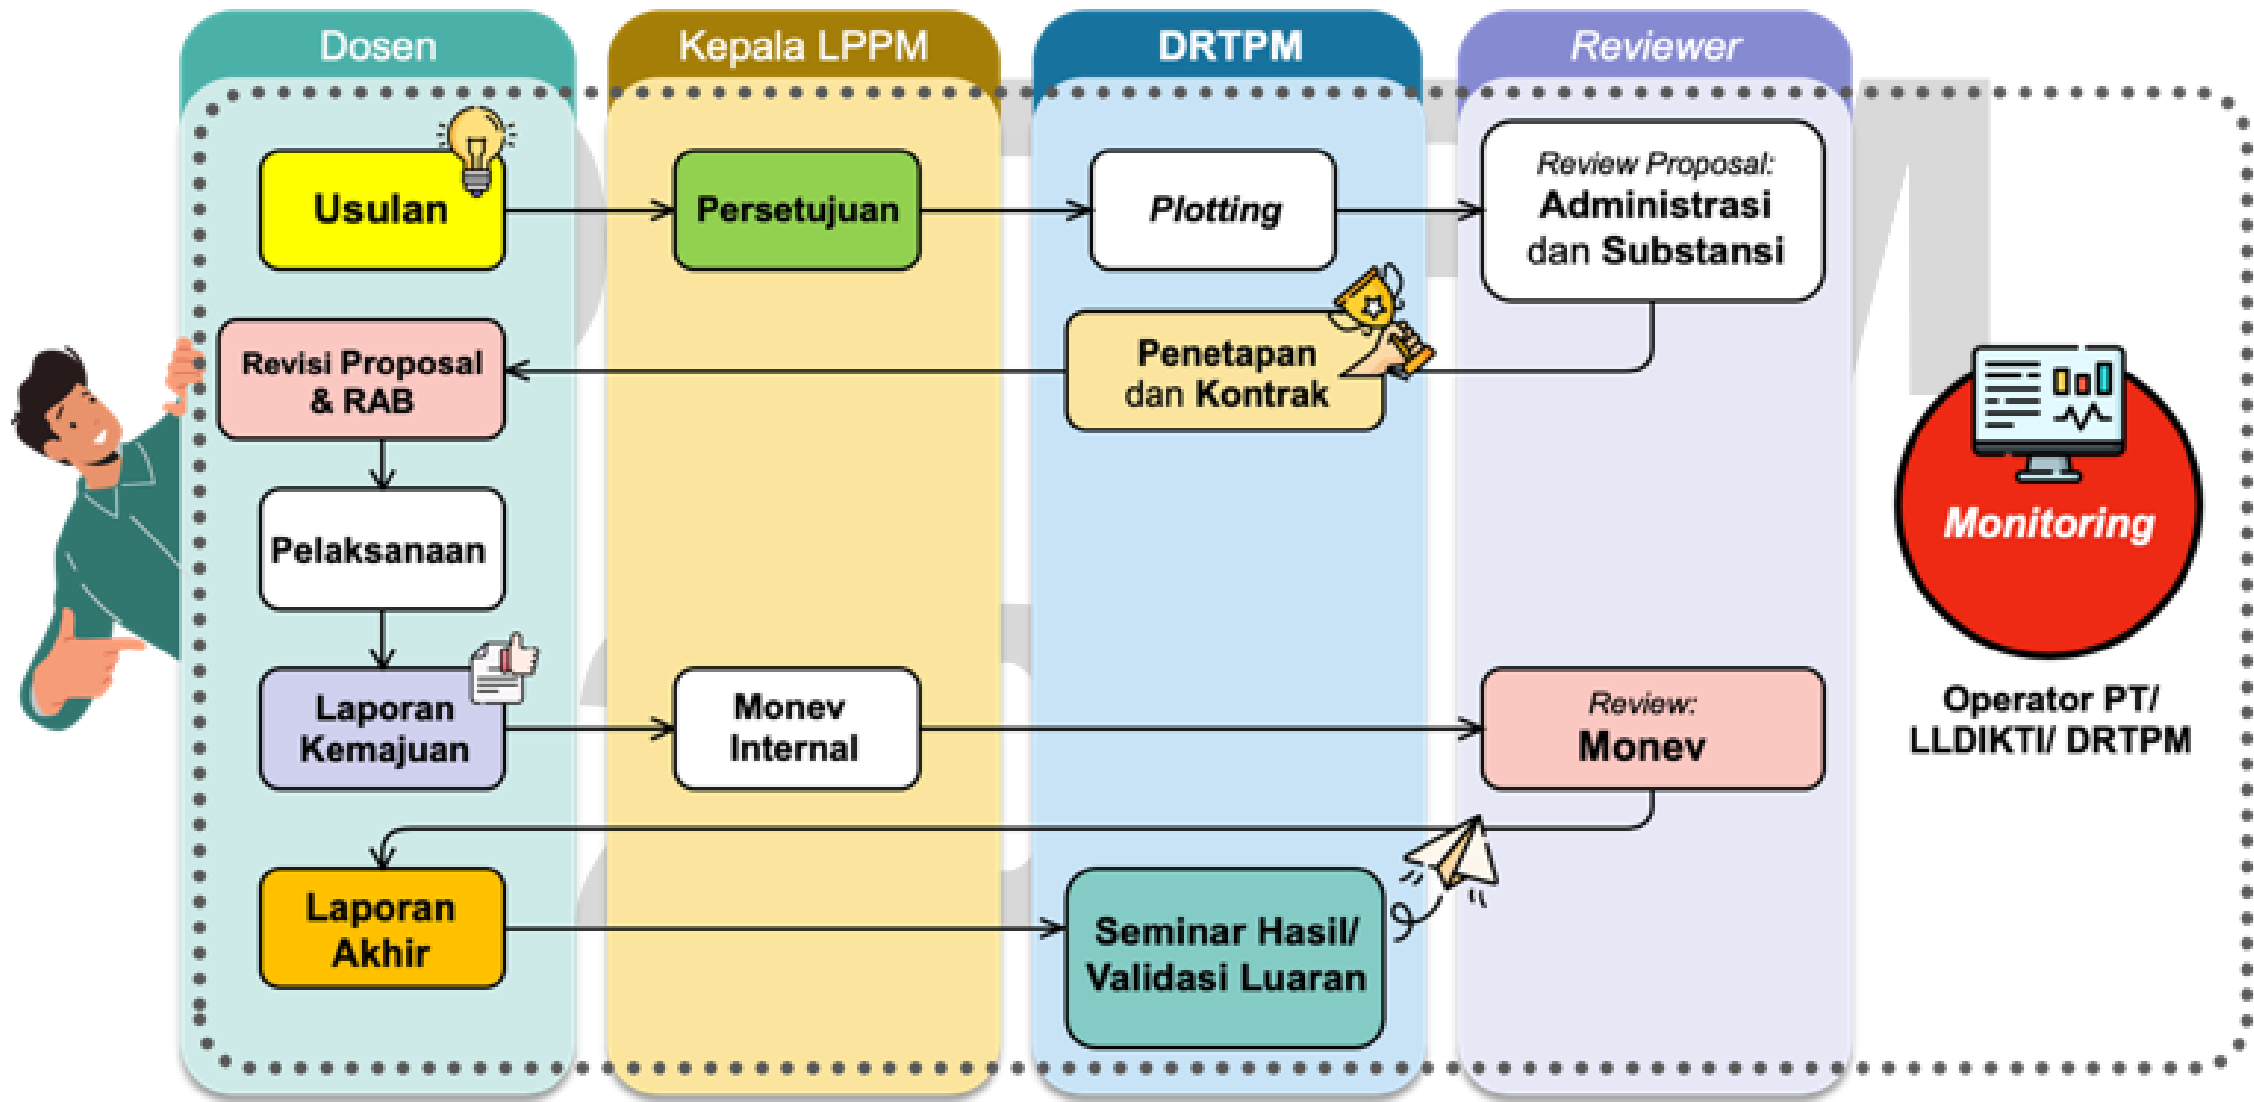 Dosen
Kepala LPPM
DRTPM
Reviewer
Usulan
Persetujuan
Plotting
Review Proposal:
Administrasi
dan Substansi
Revisi Proposal
& RAB
Penetapan
dan Kontrak
Pelaksanaan
Monitoring
Operator PT/
LLDIKTI/ DRTPM
Laporan
Kemajuan
Monev
Internal
Review:
Monev
Laporan
Akhir
Seminar Hasil/
Validasi Luaran